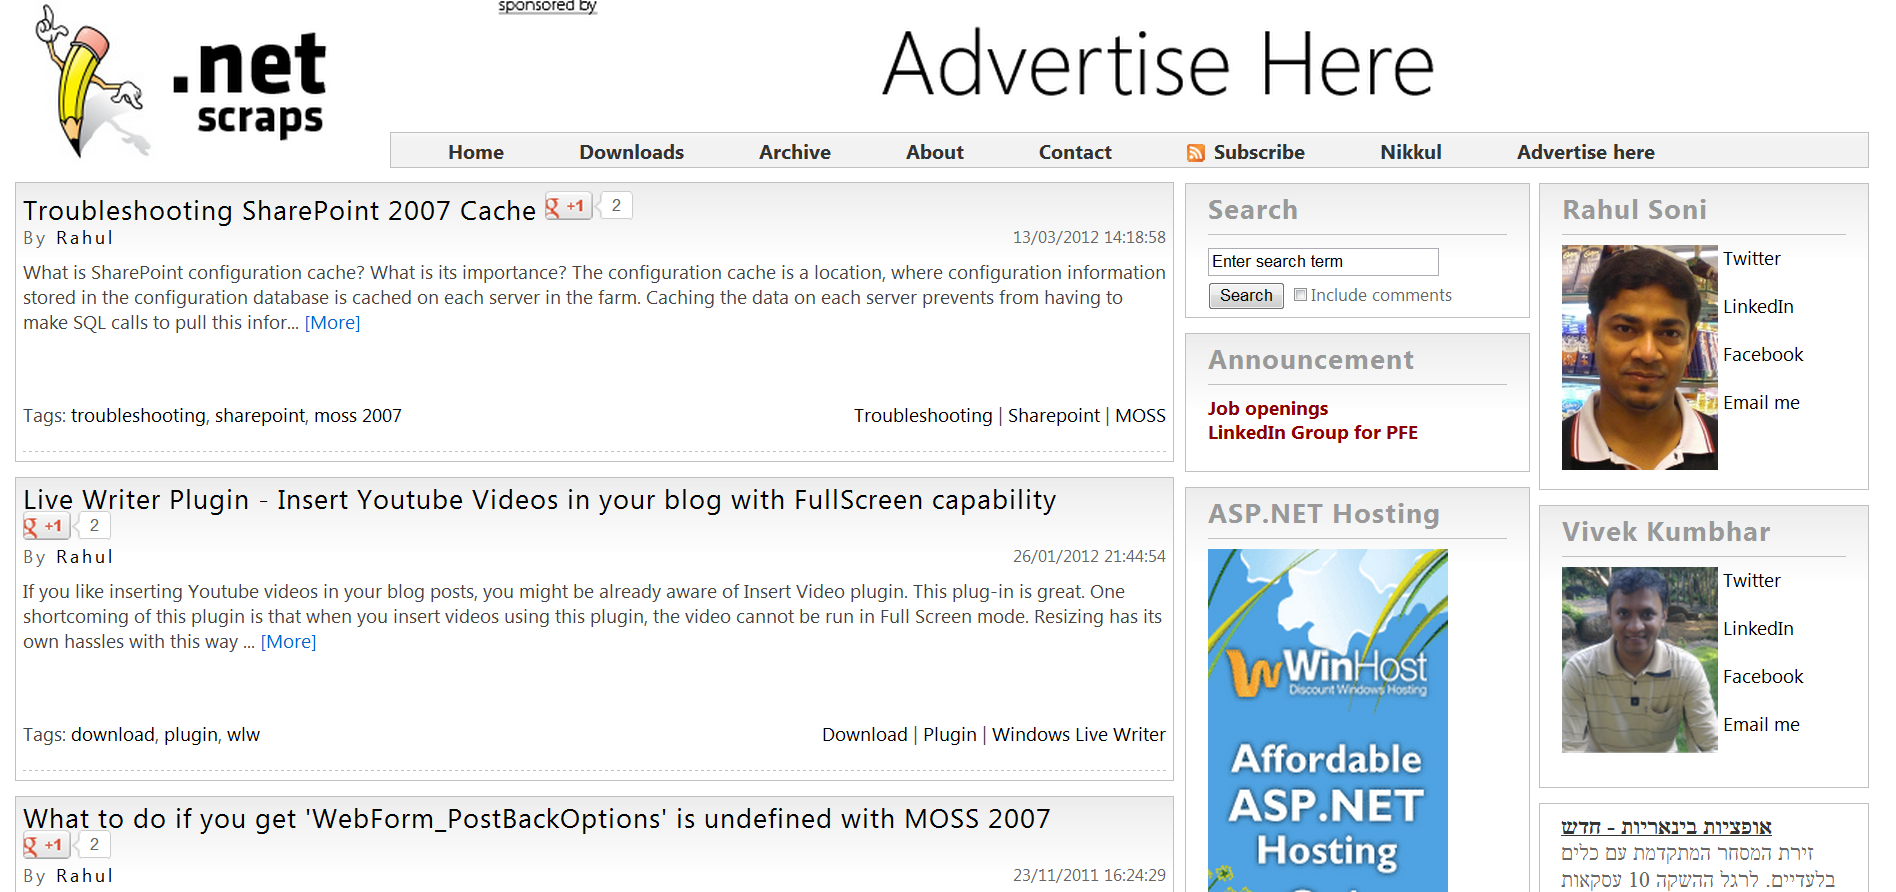 sponsored by
.net
scraps
Advertise Here
Home Downloads Archive About Contact Subscribe Nikkul Advertise here
Troubleshooting SharePoint 2007 Cache g +1 2
By Rahul 13/03/2012 14:18:58
What is SharePoint configuration cache? What is its importance? The configuration cache is a location, where configuration information
stored in the configuration database is cached on each server in the farm. Caching the data on each server prevents from having to
make SQL calls to pull this infor... [More]
Tags: troubleshooting, sharepoint, moss 2007 Troubleshooting | Sharepoint | MOSS
Live Writer Plugin - Insert Youtube Videos in your blog with FullScreen capability
g +1 2
By Rahul 26/01/2012 21:44:54
If you like inserting Youtube videos in your blog posts, you might be already aware of Insert Video plugin. This plug-in is great. One
shortcoming of this plugin is that when you insert videos using this plugin, the video cannot be run in Full Screen mode. Resizing has its
own hassles with this way ... [More]
Tags: download, plugin, wlw Download | Plugin | Windows Live Writer
What to do if you get 'WebForm_PostBackOptions' is undefined with MOSS 2007
g +1 2
By Rahul 23/11/2011 16:24:29
Search
Enter search term
Search Include comments
Announcement
Job openings
LinkedIn Group for PFE
ASP.NET Hosting
WinHost
Discount Windows Hosting
Affordable
ASP.NET
Hosting
Rahul Soni
Twitter
LinkedIn
Facebook
Email me
Vivek Kumbhar
Twitter
LinkedIn
Facebook
Email me
אופציות בינאריות - חדש
זירת המסחר המתקדמת עם כלים
בלעדיים. לרגל ההשקה 10 עסקאות